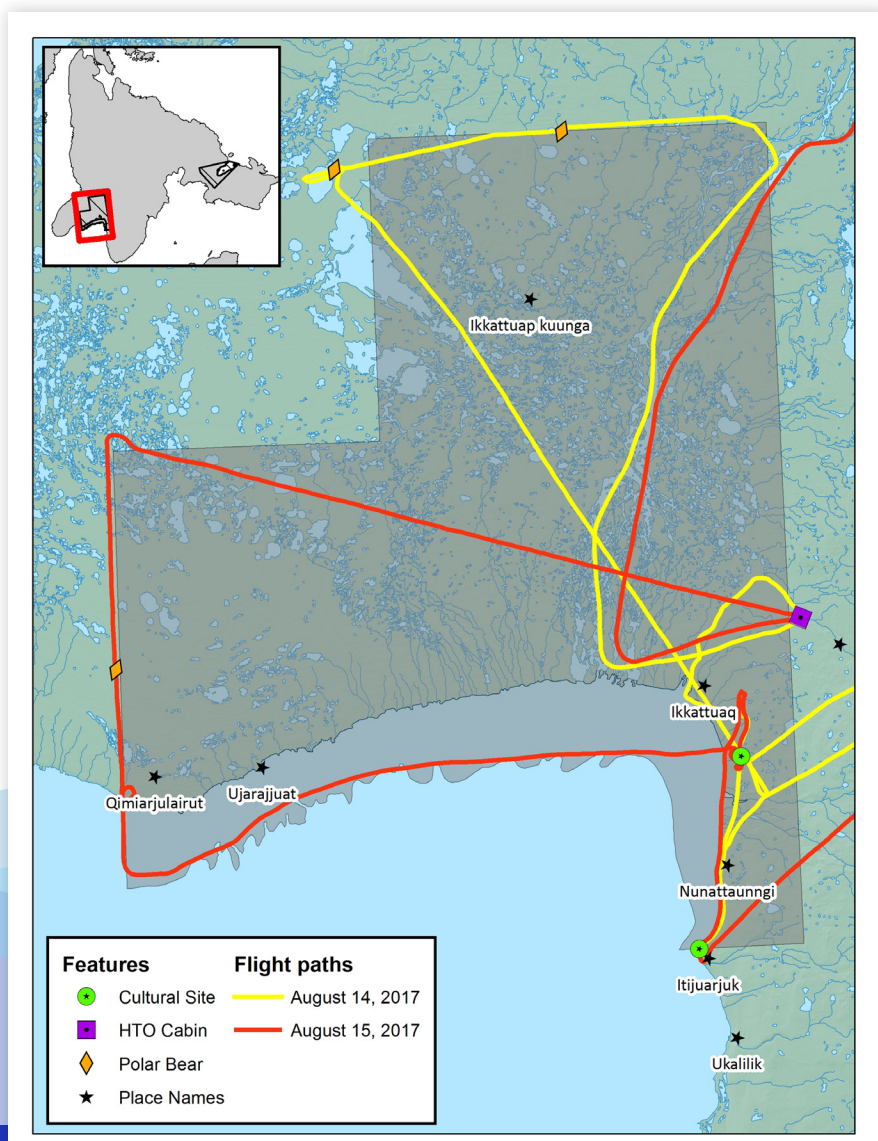 Ikkattuap kuunga
Ikkattuaq
Ujarajjuat
Qimiarjulairut
Nunattaunngi
Itijuarjuk
Ukalilik
Features
Flight paths
Cultural Site
August 14, 2017
HTO Cabin
August 15, 2017
Polar Bear
Place Names